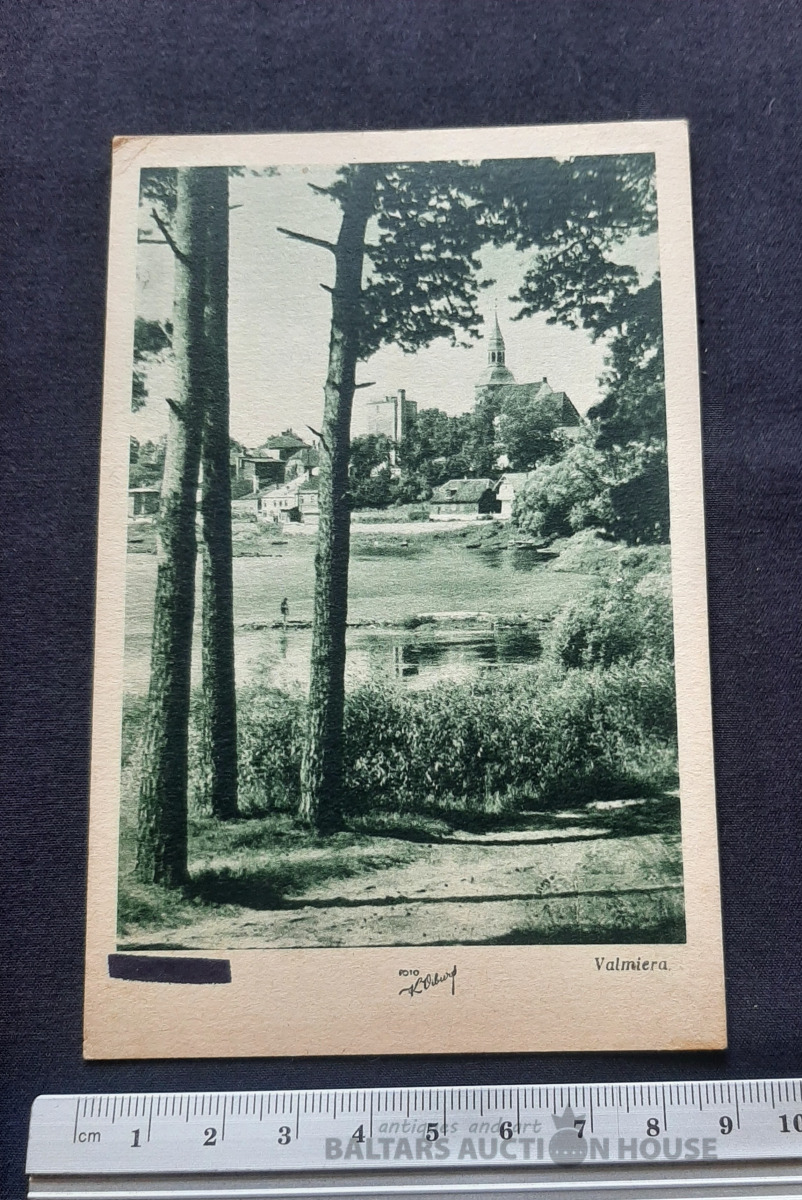 FOTO
Valmiera
cm 1 2 3 4 5 6 7 8 9 10
antiques and art
BALTARS AUCTION HOUSE